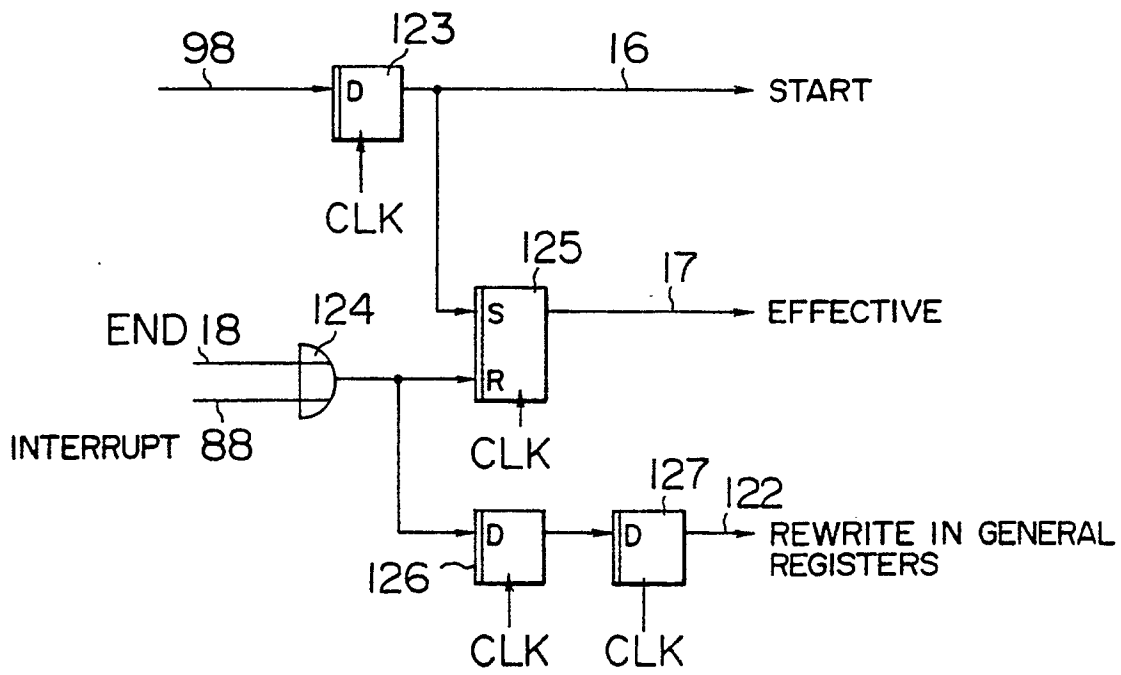 98
123
16
D
START
CLK
125
17
S
EFFECTIVE
END 18
124
R
INTERRUPT 88
CLK
127
122
D
D
REWRITE IN GENERAL
REGISTERS
126
CLK
CLK